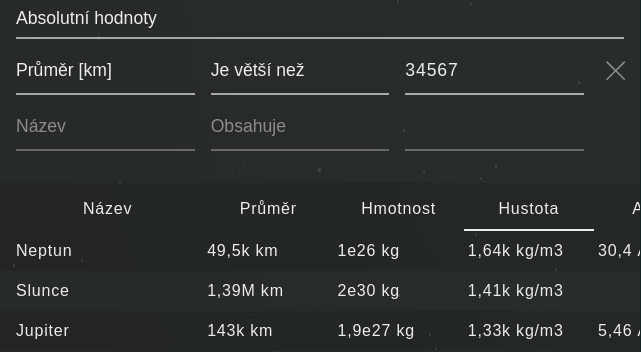 Absolutní hodnoty
Průměr [km] Je větší než 34567
Název Obsahuje
Název Průměr Hmotnost Hustota
Neptun 49,5k km 1e26 kg 1,64k kg/m3 30,4
Slunce 1,39M km 2e30 kg 1,41k kg/m3
Jupiter 143k km 1,9e27 kg 1,33k kg/m3 5,46